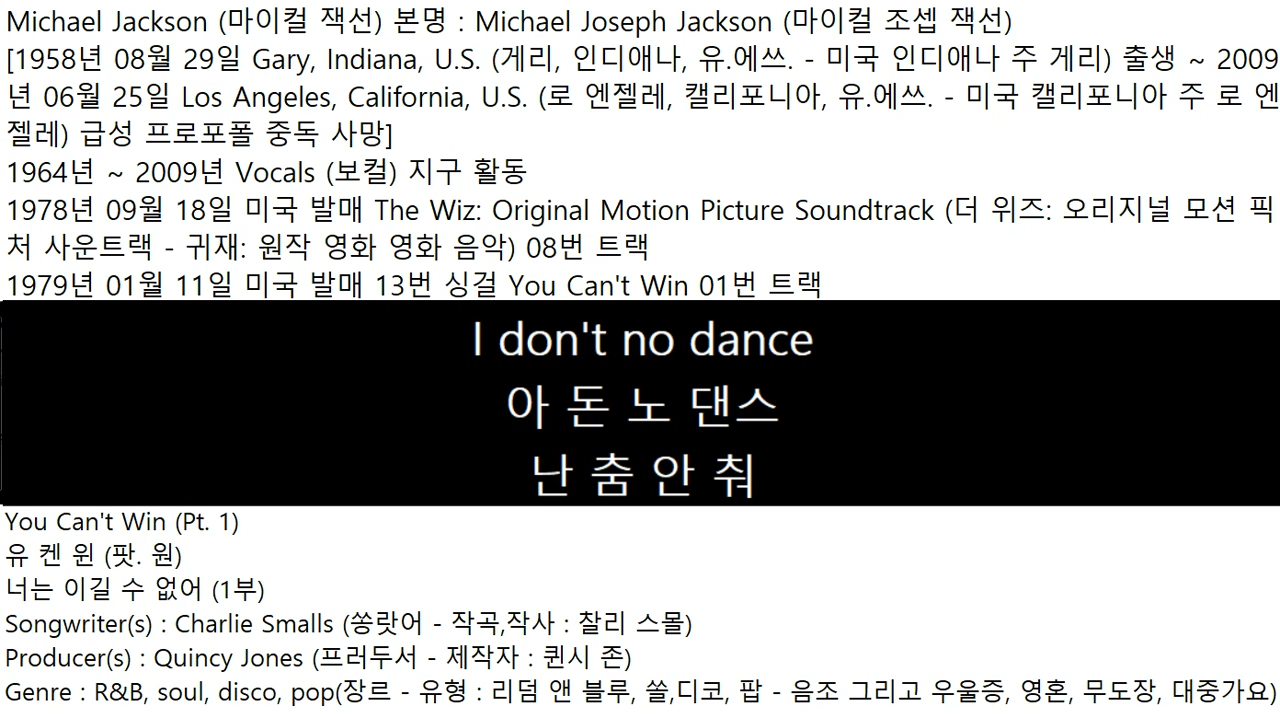 Michael Jackson (마이컬 잭선) 본명 : Michael Joseph Jackson (마이컬 조셉 잭선)
[1958년 08월 29일 Gary, Indiana, U.S. (게리, 인디애나, 유.에쓰. - 미국 인디애나 주 게리) 출생 ~ 2009
년 06월 25일 Los Angeles, California, U.S. (로 엔젤레, 캘리포니아, 유.에쓰. - 미국 캘리포니아 주 로 엔
젤레) 급성 프로포폴 중독 사망]
1964년 ~ 2009년 Vocals (보컬) 지구 활동
1978년 09월 18일 미국 발매 The Wiz: Original Motion Picture Soundtrack (더 위즈: 오리지널 모션 픽
처 사운트랙 - 귀재: 원작 영화 영화 음악) 08번 트랙
1979년 01월 11일 미국 발매 13번 싱걸 You Can't Win 01번 트랙
I don't no dance
아 돈 노 댄스
난 춤 안 춰
You Can't Win (Pt. 1)
유 켄 윈 (팟. 원)
너는 이길 수 없어 (1부)
Songwriter(s) : Charlie Smalls (쏭랏어 - 작곡,작사 : 찰리 스몰)
Producer(s) : Quincy Jones (프러두서 - 제작자 : 퀸시 존)
Genre : R&B, soul, disco, pop(장르 - 유형 : 리덤 앤 블루, 쏠,디코, 팝 - 음조 그리고 우울증, 영혼, 무도장, 대중가요)